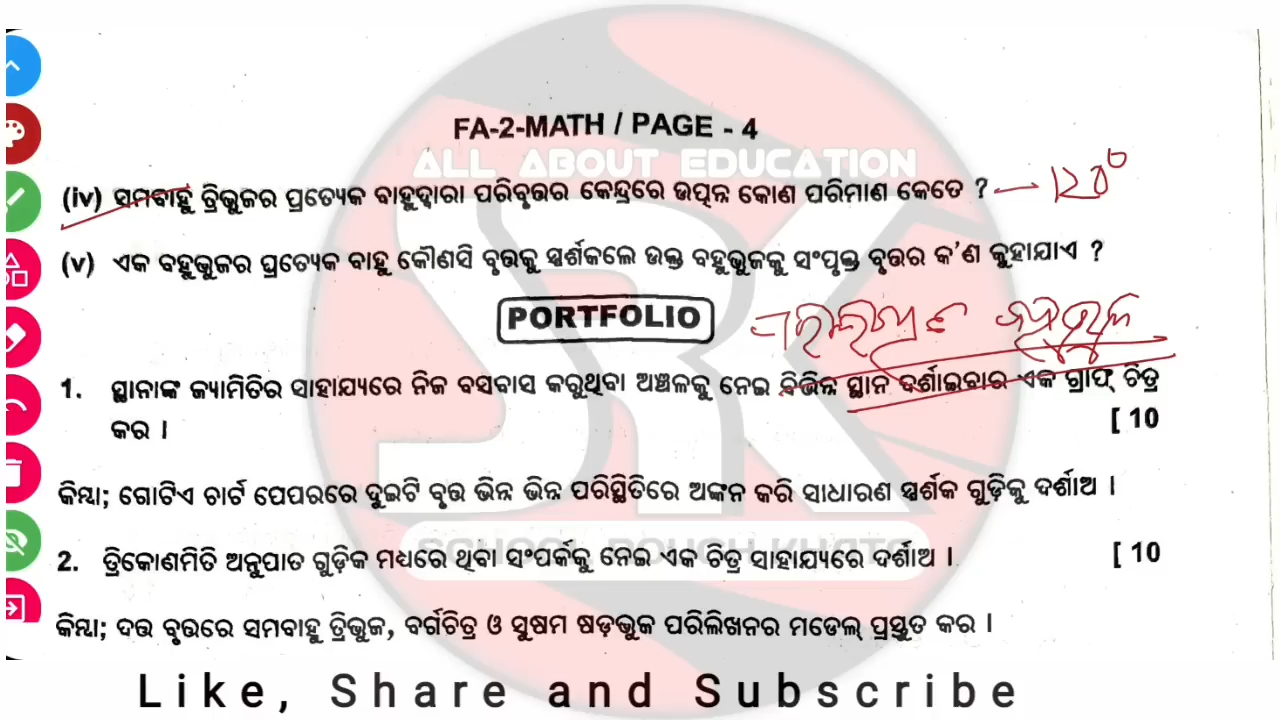 FA-2-MATH / PAGE - 4
ALL ABOUT EDUCATION
(iv) ସମବାହୁ ତ୍ରିଭୁଜର ପ୍ରତ୍ୟେକ ବାହୁଦ୍ୱାରା ପରିବୃତ୍ତର କେନ୍ଦ୍ରରେ ଉତ୍ପନ୍ନ କୋଣ ପରିମାଣ କେତେ ? — ୧୨୦°
(v) ଏକ ବହୁଭୁଜର ପ୍ରତ୍ୟେକ ବାହୁ କୌଣସି ବୃତ୍ତକୁ ସ୍ପର୍ଶକଲେ ଉକ୍ତ ବହୁଭୁଜକୁ ସଂପୃକ୍ତ ବୃତ୍ତର କ'ଣ କୁହାଯାଏ ?
PORTFOLIO
1. ସ୍ଥାନାଙ୍କ ଜ୍ୟାମିତିର ସାହାଯ୍ୟରେ ନିଜ ବସବାସ କରୁଥିବା ଅଞ୍ଚଳକୁ ନେଇ ବିଭିନ୍ନ ସ୍ଥାନ ଦର୍ଶାଇବାର ଏକ ଗ୍ରାଫ୍ ଚିତ୍ର
କର । [ 10
କିମ୍ବା; ଗୋଟିଏ ଚାର୍ଟ ପେପରରେ ଦୁଇଟି ବୃତ୍ତ ଭିନ୍ନ ଭିନ୍ନ ପରିସ୍ଥିତିରେ ଅଙ୍କନ କରି ସାଧାରଣ ସ୍ପର୍ଶକ ଗୁଡ଼ିକୁ ଦର୍ଶାଅ ।
2. ତ୍ରିକୋଣମିତି ଅନୁପାତ ଗୁଡ଼ିକ ମଧ୍ୟରେ ଥିବା ସଂପର୍କକୁ ନେଇ ଏକ ଚିତ୍ର ସାହାଯ୍ୟରେ ଦର୍ଶାଅ । [ 10
କିମ୍ବା; ଦତ୍ତ ବୃତ୍ତରେ ସମବାହୁ ତ୍ରିଭୁଜ, ବର୍ଗଚିତ୍ର ଓ ସୁଷମ ଷଡ଼ଭୁଜ ପରିଲିଖନର ମଡେଲ୍ ପ୍ରସ୍ତୁତ କର ।
Like, Share and Subscribe